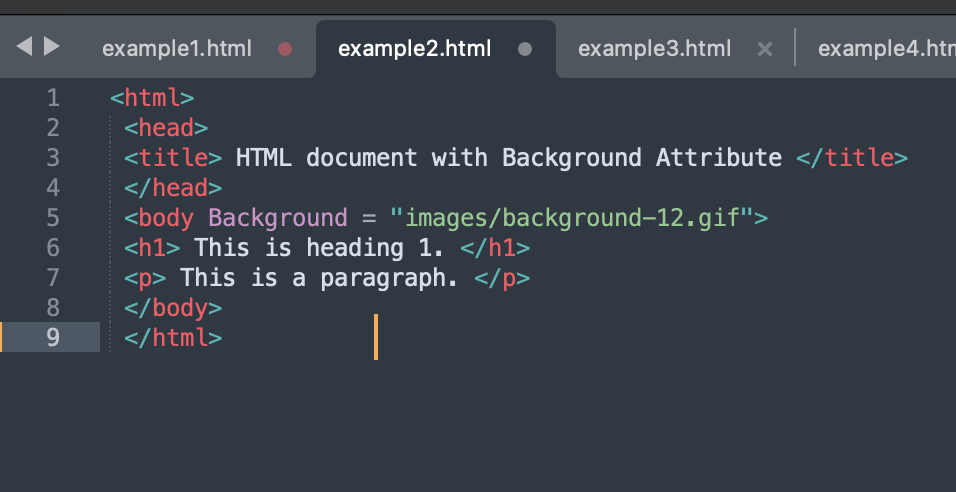 example1.html example2.html example3.html example4.htm
1 <html>
2 <head>
3 <title> HTML document with Background Attribute </title>
4 </head>
5 <body Background = "images/background-12.gif">
6 <h1> This is heading 1. </h1>
7 <p> This is a paragraph. </p>
8 </body>
9 </html>